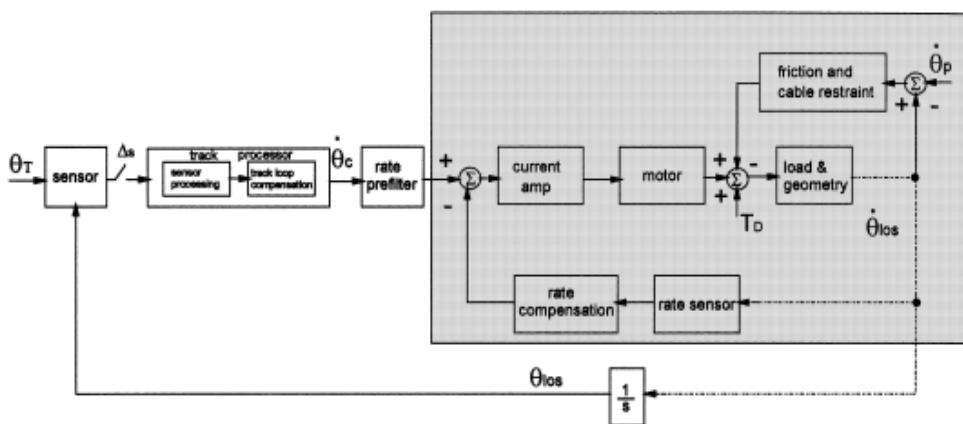 θ̇p
friction and
cable restraint
Σ
+
-
θT
sensor
Δs
track processor
sensor
processing
track loop
compensation
θ̇c
rate
prefilter
+
Σ
-
current
amp
motor
+
-
Σ
+
TD
load &
geometry
θ̇los
rate
compensation
rate sensor
θlos
1
s